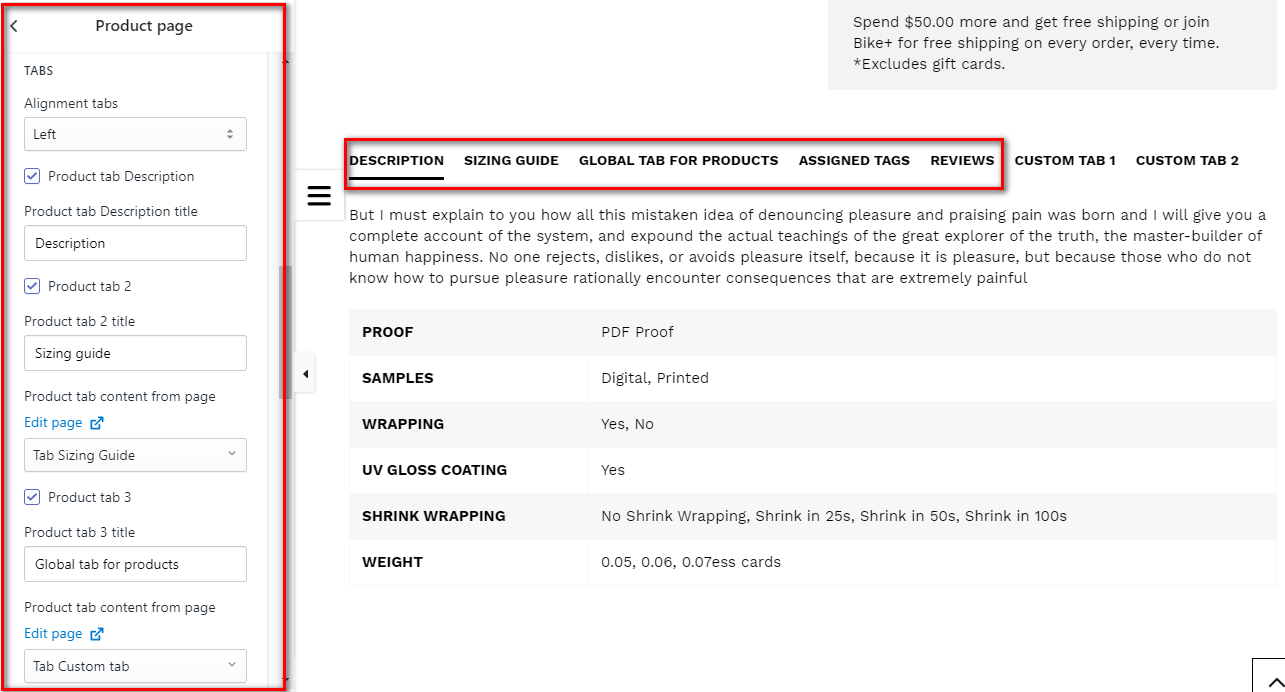 Product page
TABS
Alignment tabs
Left
Product tab Description
Product tab Description title
Description
Product tab 2
Product tab 2 title
Sizing guide
Product tab content from page
Edit page
Tab Sizing Guide
Product tab 3
Product tab 3 title
Global tab for products
Product tab content from page
Edit page
Tab Custom tab
Spend $50.00 more and get free shipping or join
Bike+ for free shipping on every order, every time.
*Excludes gift cards.
DESCRIPTION SIZING GUIDE GLOBAL TAB FOR PRODUCTS ASSIGNED TAGS REVIEWS CUSTOM TAB 1 CUSTOM TAB 2
But I must explain to you how all this mistaken idea of denouncing pleasure and praising pain was born and I will give you a
complete account of the system, and expound the actual teachings of the great explorer of the truth, the master-builder of
human happiness. No one rejects, dislikes, or avoids pleasure itself, because it is pleasure, but because those who do not
know how to pursue pleasure rationally encounter consequences that are extremely painful
PROOF PDF Proof
SAMPLES Digital, Printed
WRAPPING Yes, No
UV GLOSS COATING Yes
SHRINK WRAPPING No Shrink Wrapping, Shrink in 25s, Shrink in 50s, Shrink in 100s
WEIGHT 0.05, 0.06, 0.07ess cards